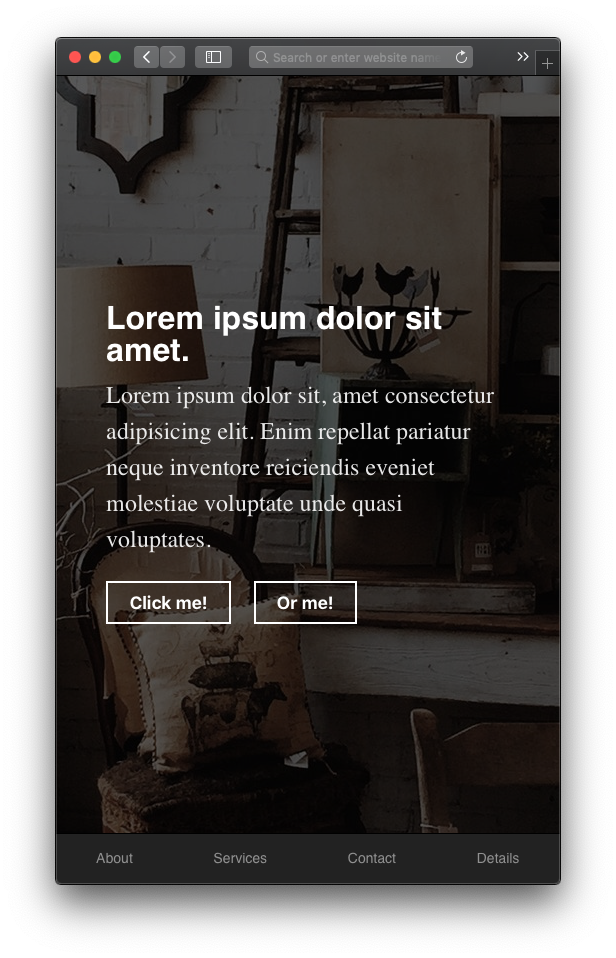 Search or enter website nam
Lorem ipsum dolor sit
amet.
Lorem ipsum dolor sit, amet consectetur
adipisicing elit. Enim repellat pariatur
neque inventore reiciendis eveniet
molestiae voluptate unde quasi
voluptates.
Click me! Or me!
About Services Contact Details